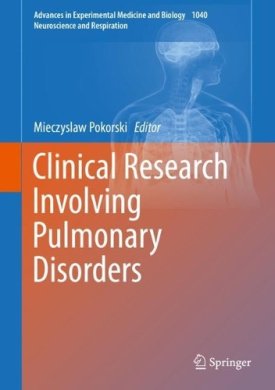 Advances in Experimental Medicine and Biology 1040
Neuroscience and Respiration
Mieczyslaw Pokorski Editor
Clinical Research
Involving
Pulmonary
Disorders
Springer